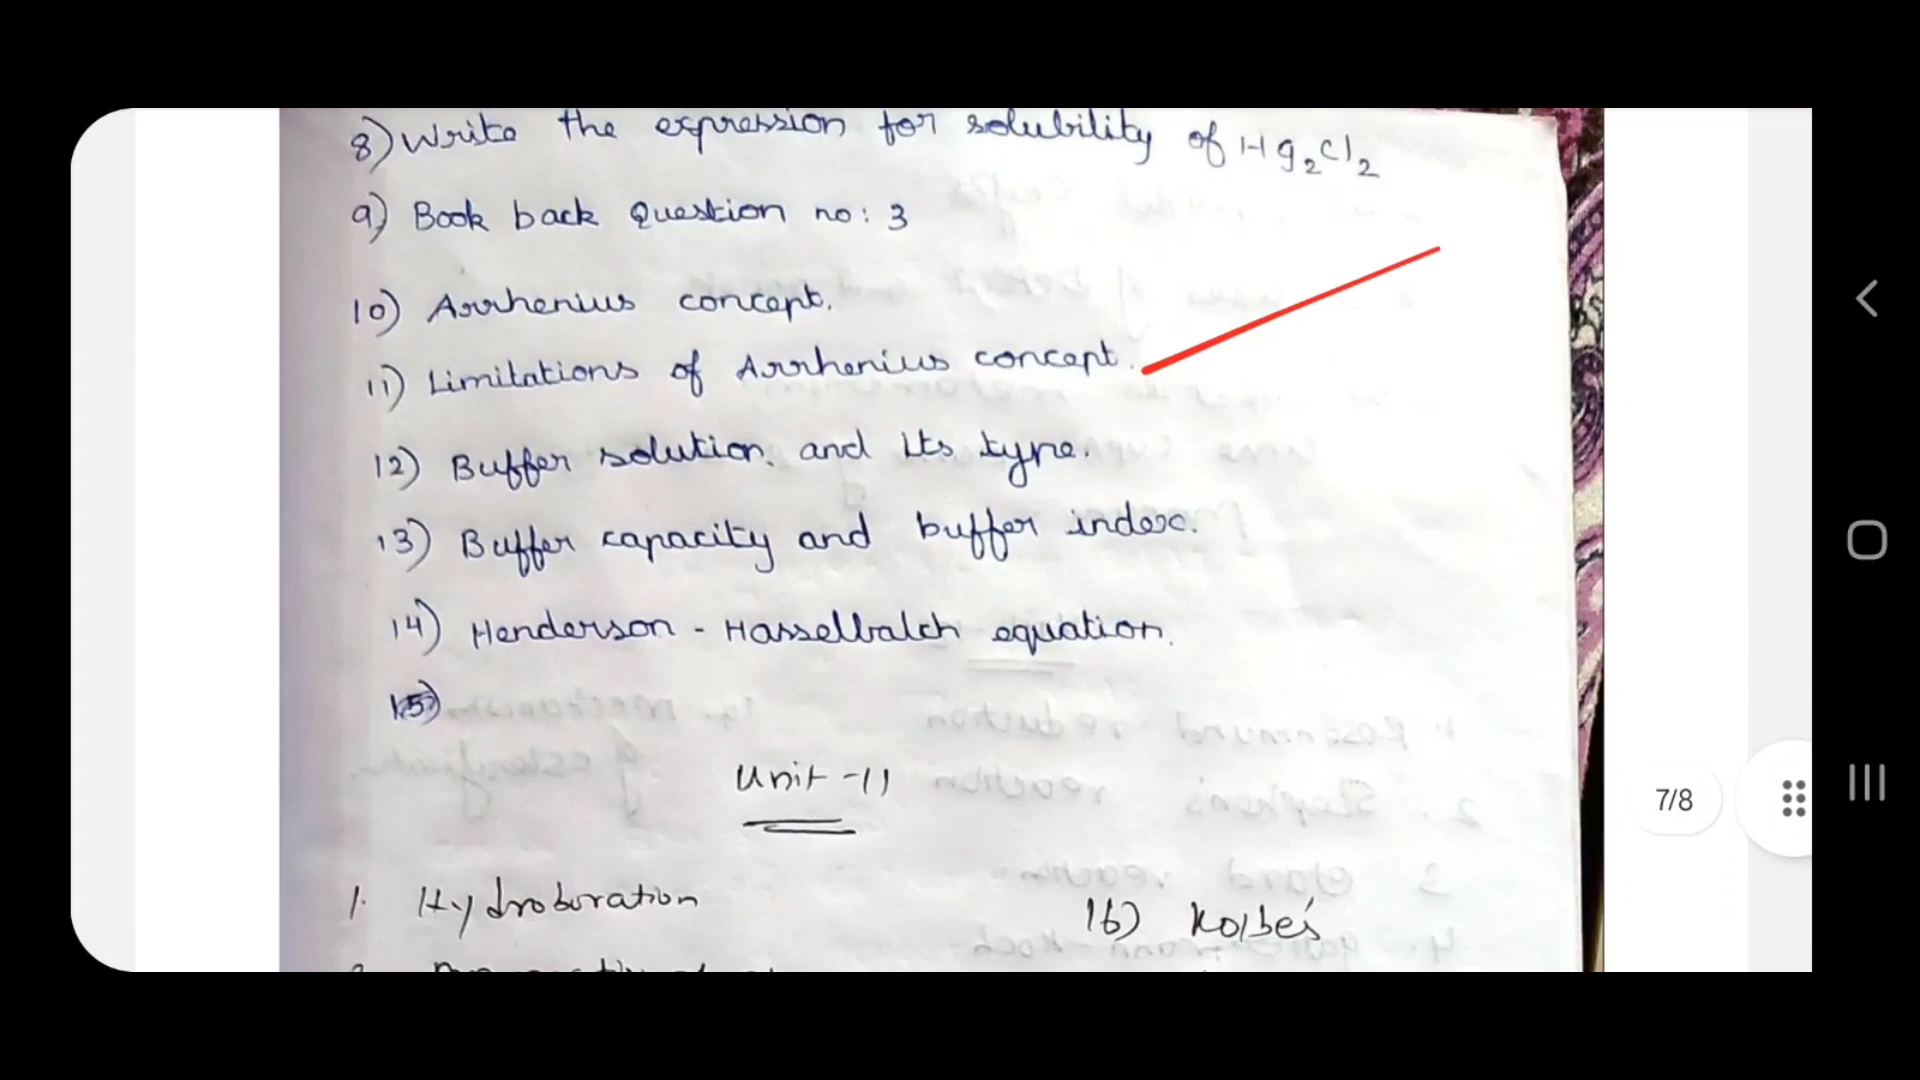 8) Write the expression for solubility of Hg₂Cl₂
9) Book back Question no: 3
10) Arrhenius concept.
11) Limitations of Arrhenius concept.
12) Buffer solution. and its type.
13) Buffer capacity and buffer index.
14) Henderson - Hasselbalch equation.
15)
Unit - 11
1. Hydroboration
16) Kolbe's
7/8